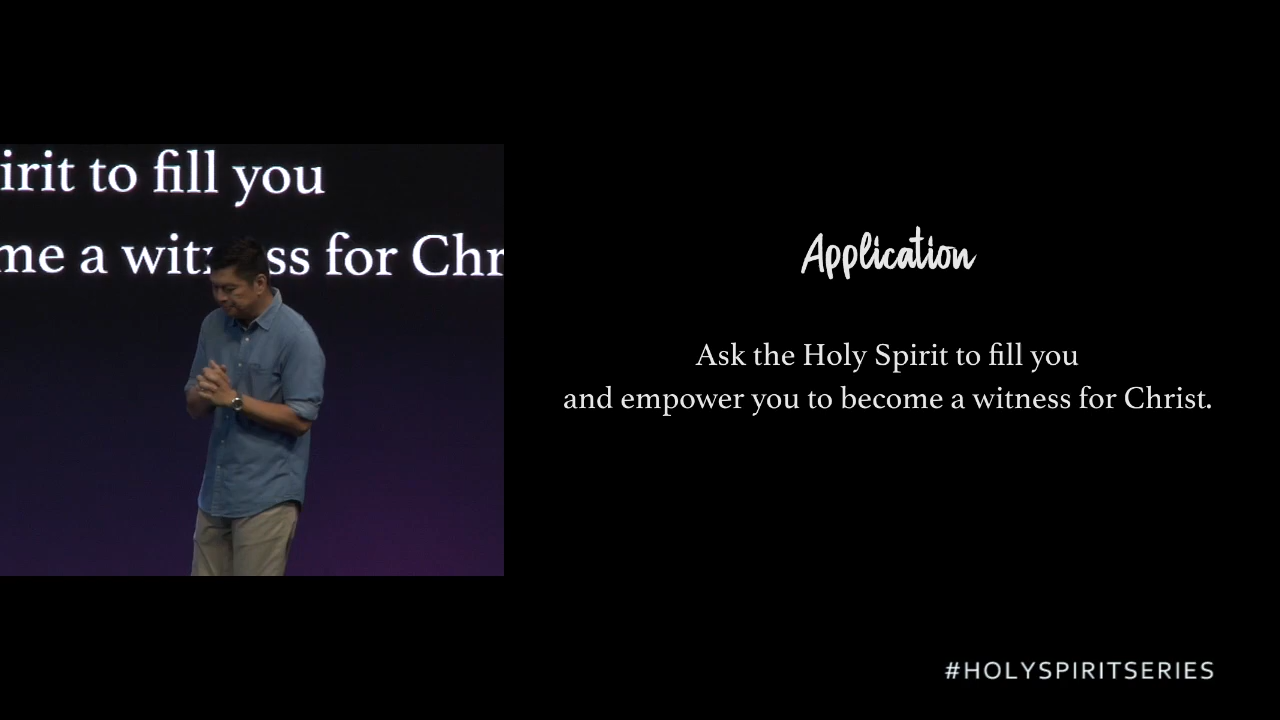 irit to fill you
me a witness for Chr
Application
Ask the Holy Spirit to fill you
and empower you to become a witness for Christ.
#HOLYSPIRITSERIES